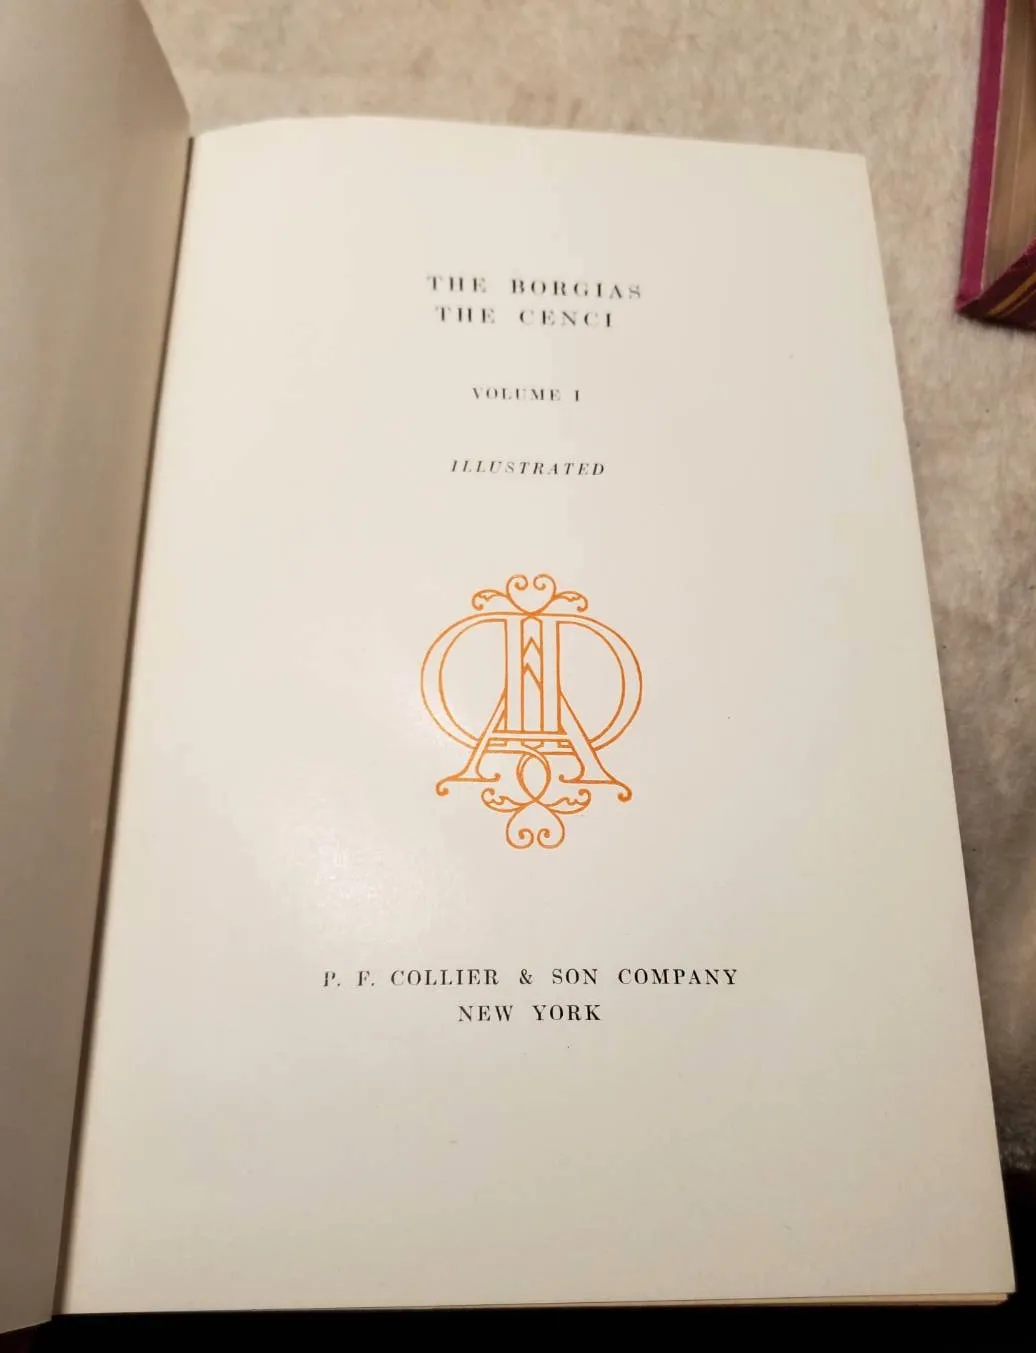 THE BORGIAS
THE CENCI
VOLUME I
ILLUSTRATED
P. F. COLLIER & SON COMPANY
NEW YORK